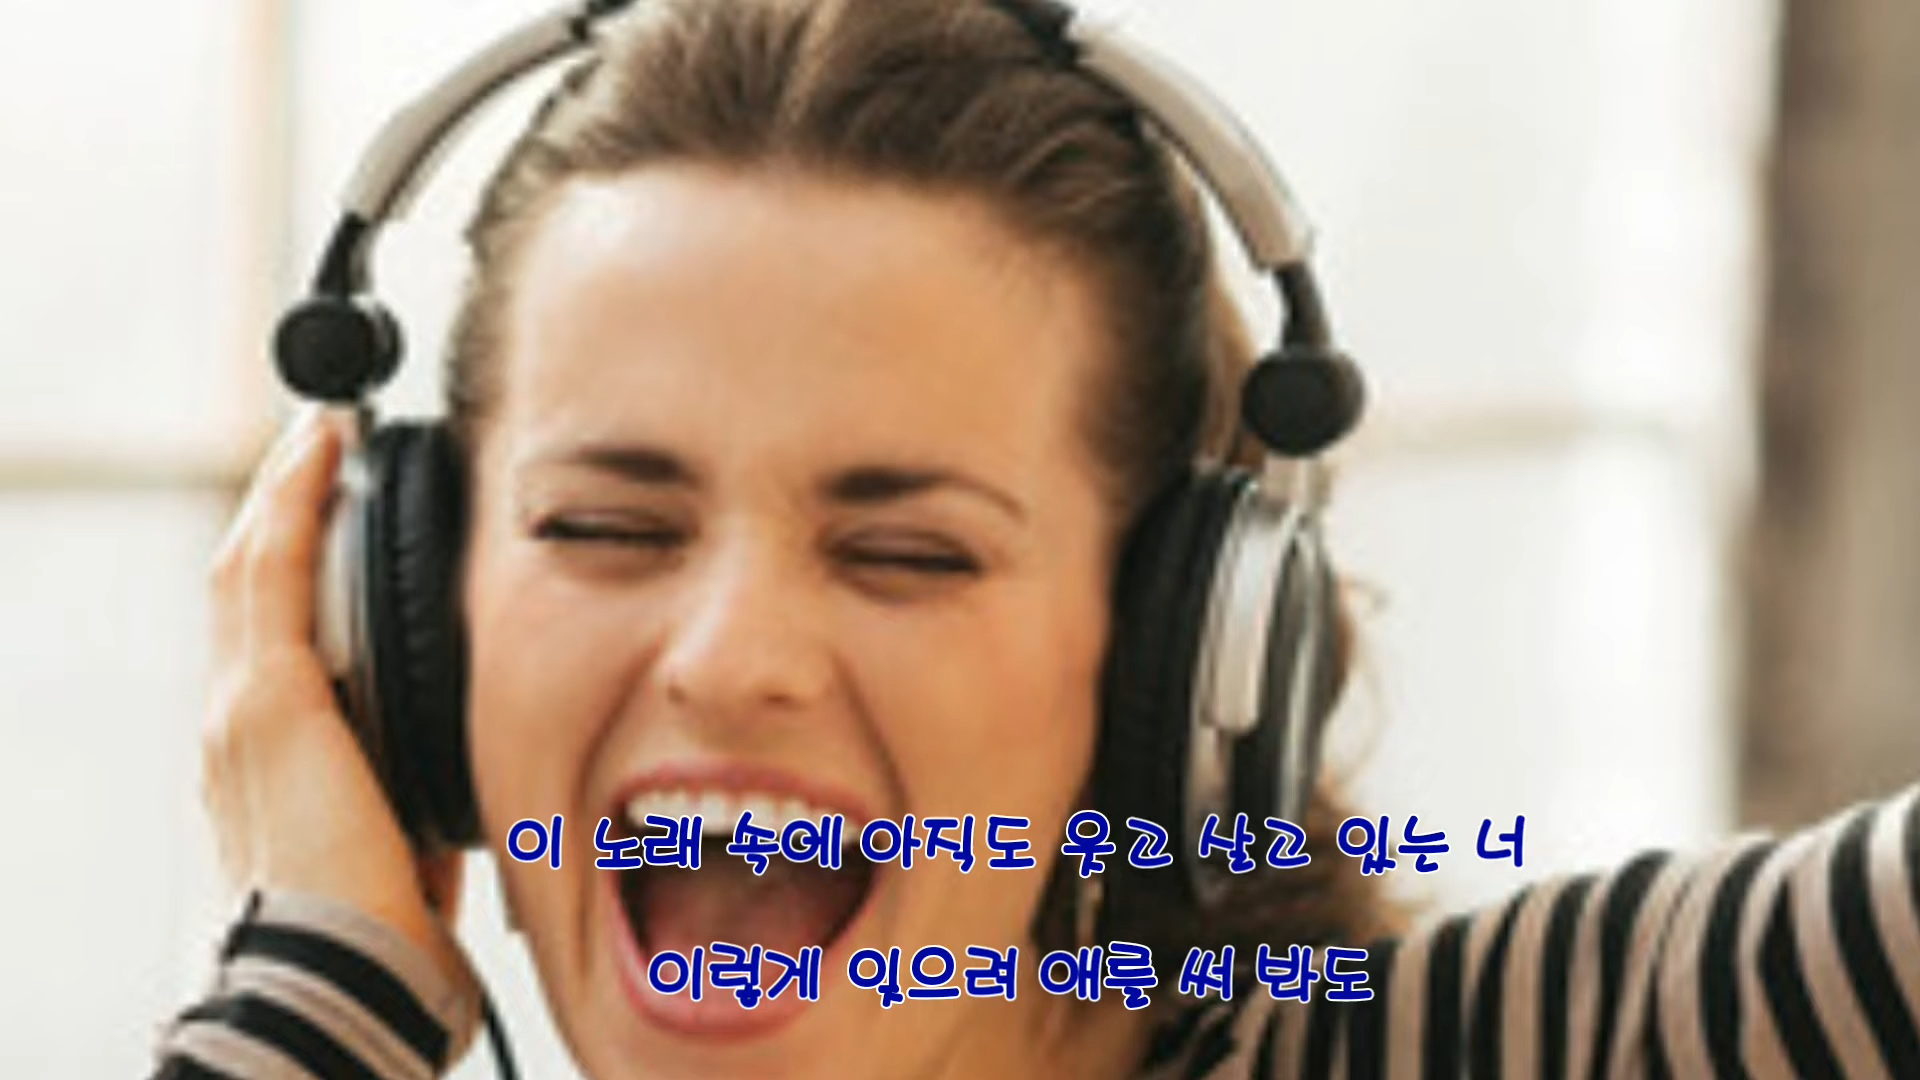 이 노래 속에 아직도 웃고 살고 있는 너
이렇게 잊으려 애를 써 봐도